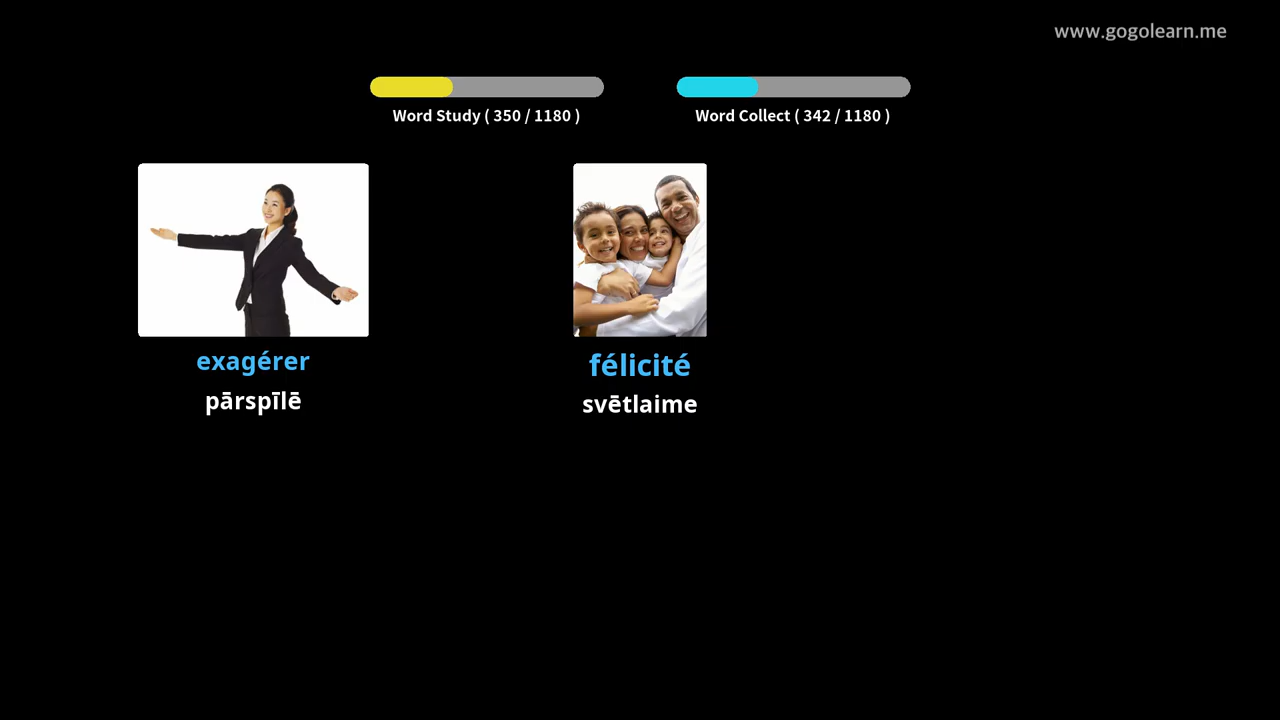 www.gogolearn.me
Word Study ( 350 / 1180 )
Word Collect ( 342 / 1180 )
exagérer
pārspīlē
félicité
svētlaime